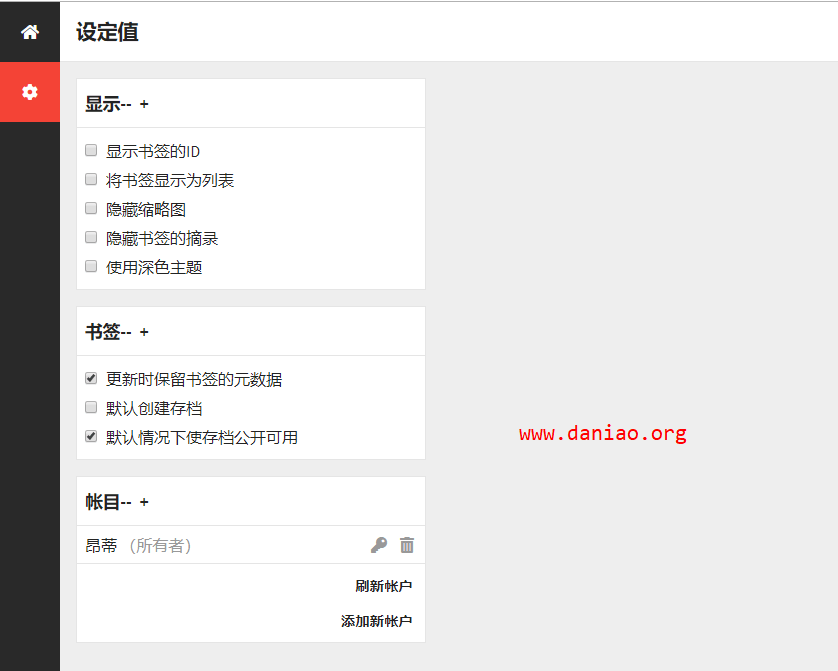 设定值
显示-- +
显示书签的ID
将书签显示为列表
隐藏缩略图
隐藏书签的摘录
使用深色主题
书签-- +
更新时保留书签的元数据
默认创建存档
默认情况下使存档公开可用
www.daniao.org
帐目-- +
昂蒂 （所有者）
刷新帐户
添加新帐户